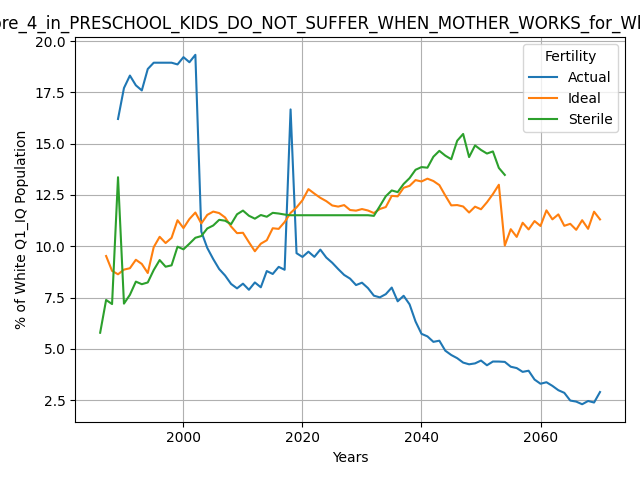 ore_4_in_PRESCHOOL_KIDS_DO_NOT_SUFFER_WHEN_MOTHER_WORKS_for_Wh
Fertility
Actual
Ideal
Sterile
% of White Q1_IQ Population
20.0
17.5
15.0
12.5
10.0
7.5
5.0
2.5
2000
2020
2040
2060
Years